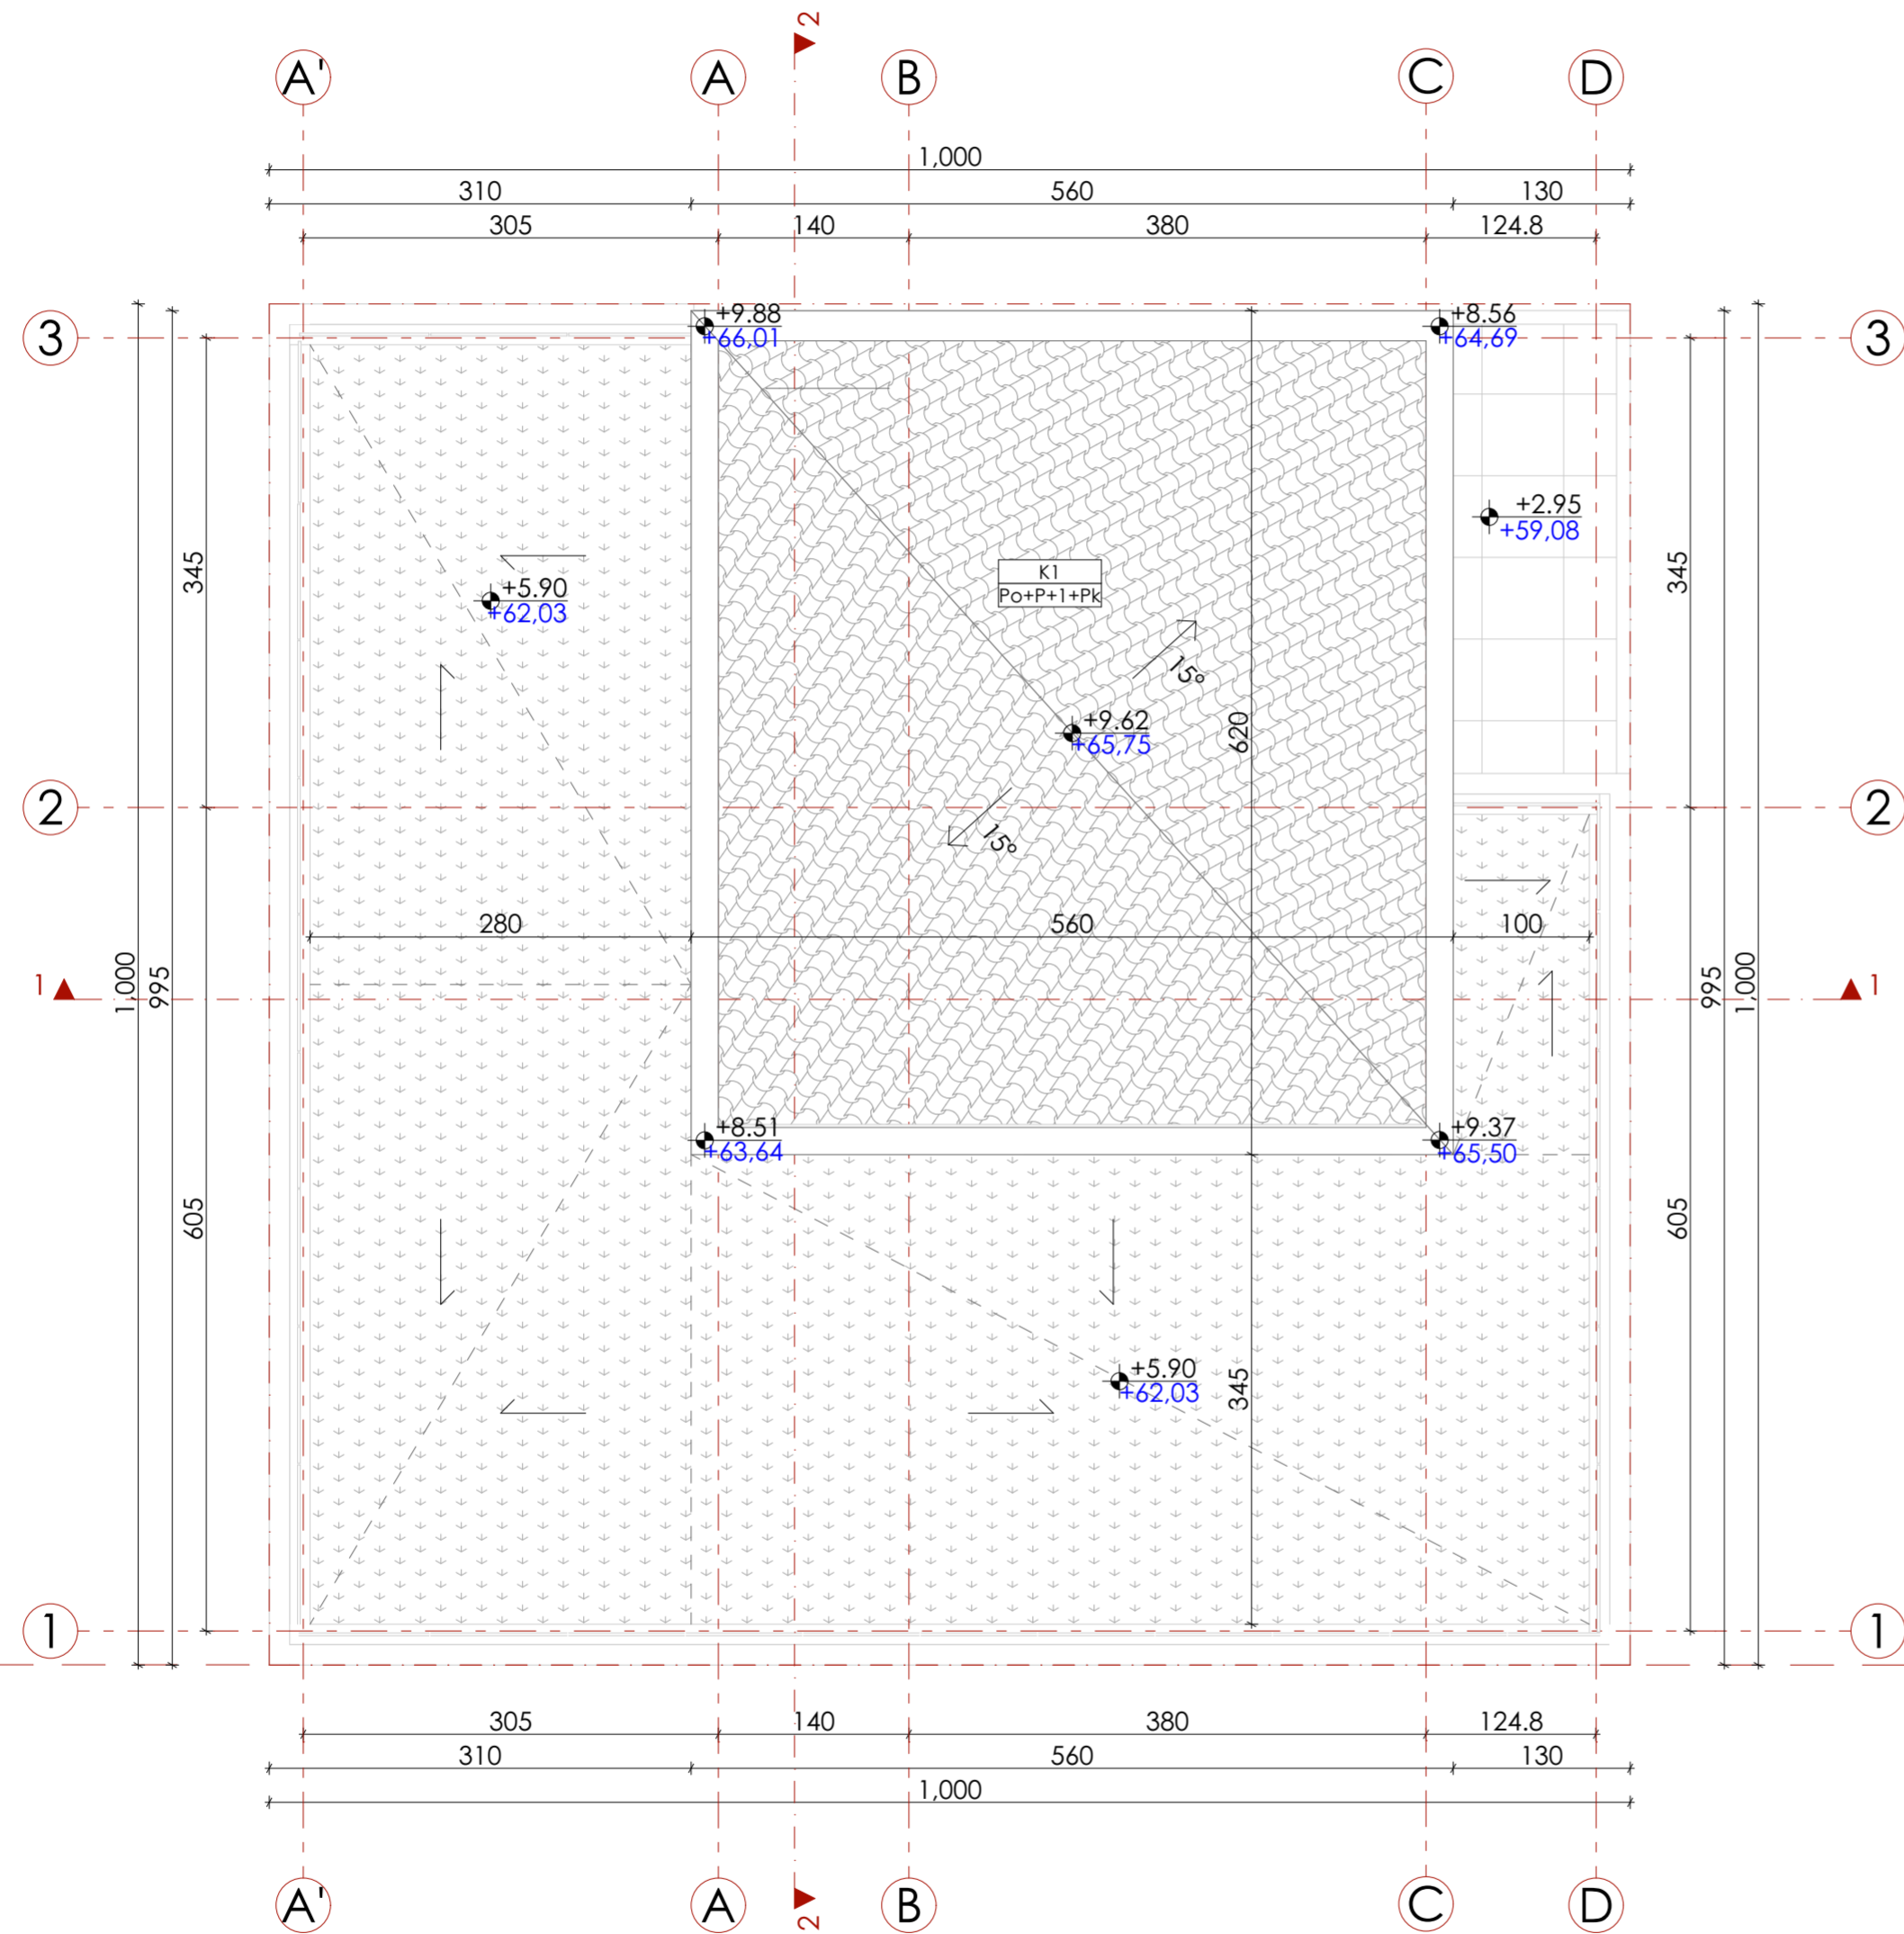 2
A' A B C D
1,000
310 560 130
305 140 380 124.8
3 3
+9.88 +8.56
+66,01 +64,69
+2.95
+59,08
345 345
K1
Po+P+1+Pk
+5.90
+62,03
15°
+9.62
+65,75
620
2 2
15°
280 560 100
1,000 995 995 1,000
1 1
+8.51 +9.37
+63,64 +65,50
605 605
+5.90
+62,03
345
1 1
305 140 380 124.8
310 560 130
1,000
A' A B C D
2